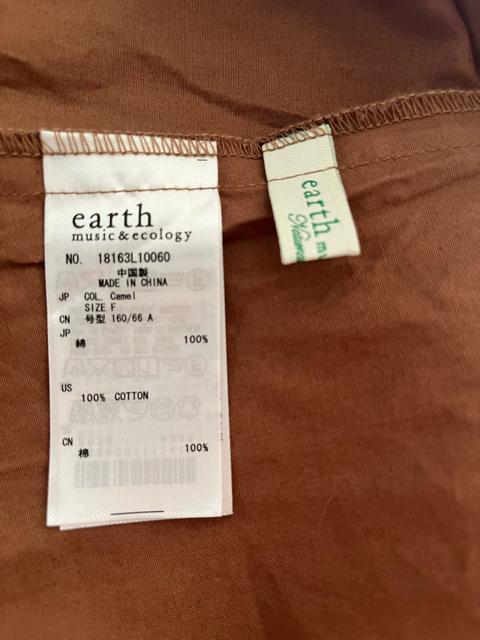 earth
music&ecology
NO. 18163L10060
中国製
MADE IN CHINA
JP COL. Camel
SIZE F
CN 号型 160/66 A
JP
綿 100%
US
100% COTTON
CN
棉 100%
earth mu